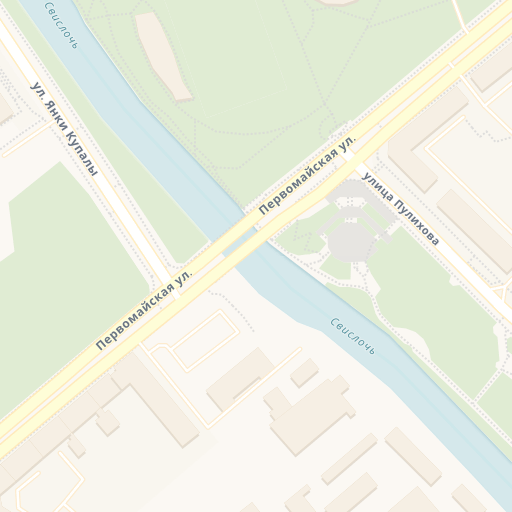 Свислочь
ул. Янки Купалы
Первомайская ул.
улица Пулихова
Первомайская ул.
Свислочь